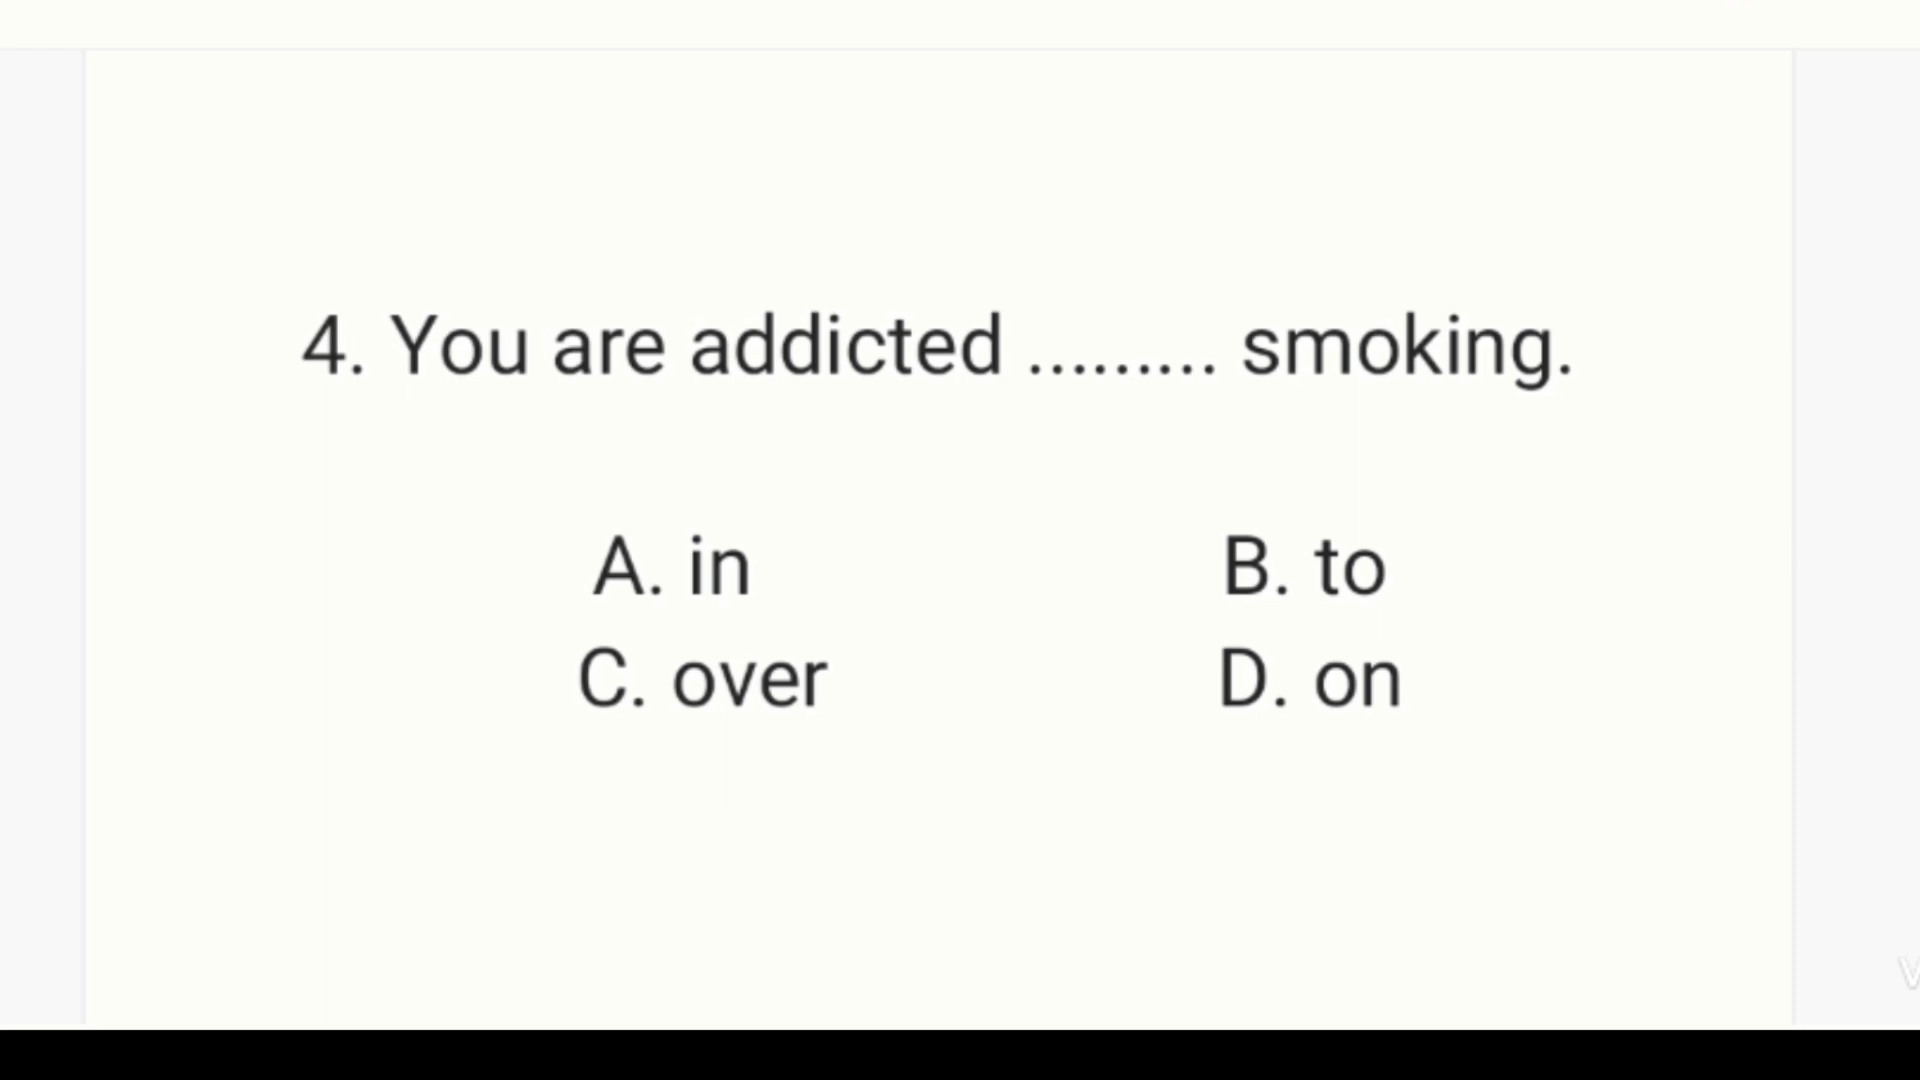 4. You are addicted ......... smoking.
A. in B. to
C. over D. on